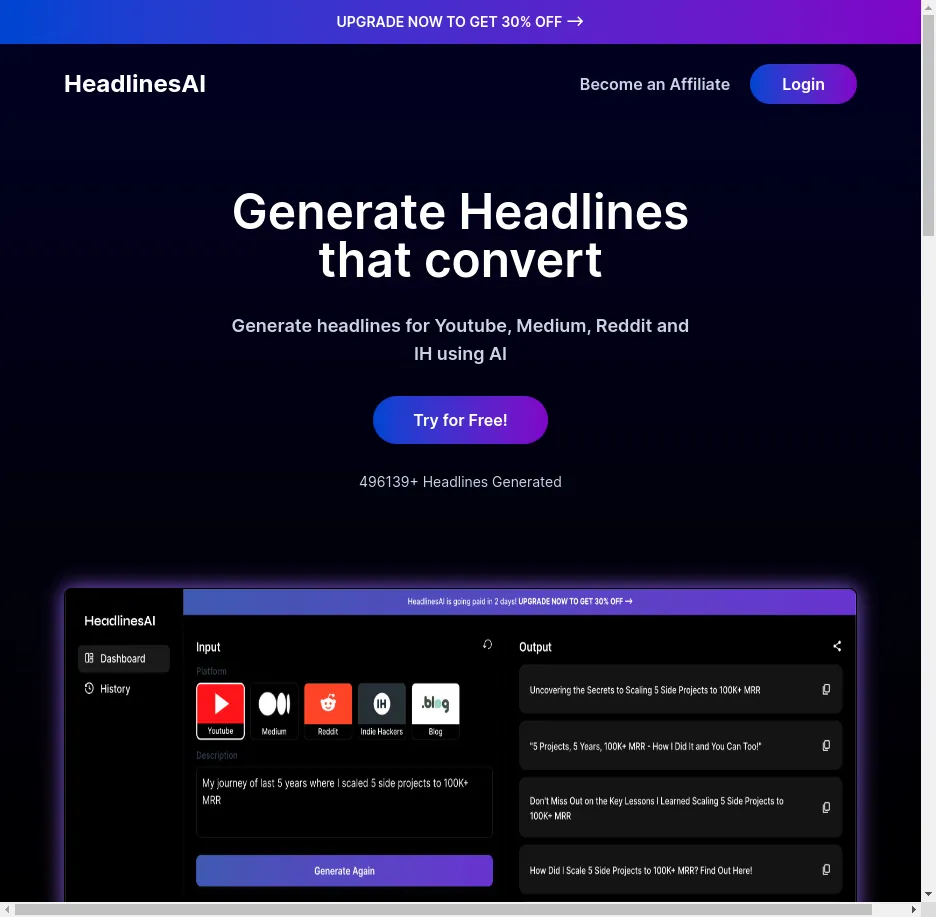 UPGRADE NOW TO GET 30% OFF →
HeadlinesAI
Become an Affiliate
Login
Generate Headlines
that convert
Generate headlines for Youtube, Medium, Reddit and
IH using AI
Try for Free!
496139+ Headlines Generated
HeadlinesAI is going paid in 2 days! UPGRADE NOW TO GET 30% OFF →
HeadlinesAI
Dashboard
History
Input
Platform
Youtube
Medium
IH
Reddit
Indie Hackers
.blog
Blog
Description
My journey of last 5 years where I scaled 5 side projects to 100K+
MRR
Generate Again
Output
Uncovering the Secrets to Scaling 5 Side Projects to 100K+ MRR
"5 Projects, 5 Years, 100K+ MRR - How I Did It and You Can Too!"
Don't Miss Out on the Key Lessons I Learned Scaling 5 Side Projects to
100K+ MRR
How Did I Scale 5 Side Projects to 100K+ MRR? Find Out Here!